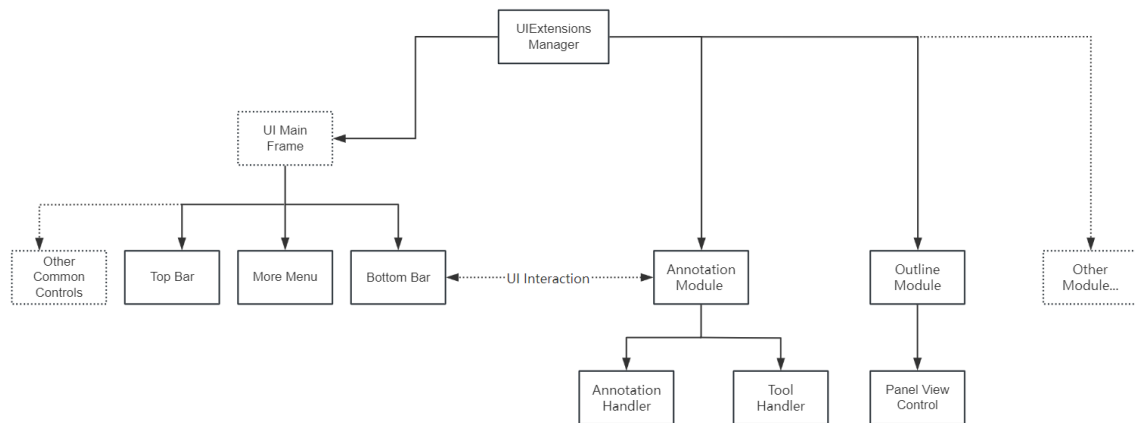 UIExtensions
Manager
UI Main
Frame
Other
Common
Controls
Top Bar
More Menu
Bottom Bar
UI Interaction
Annotation
Module
Outline
Module
Other
Module...
Annotation
Handler
Tool
Handler
Panel View
Control